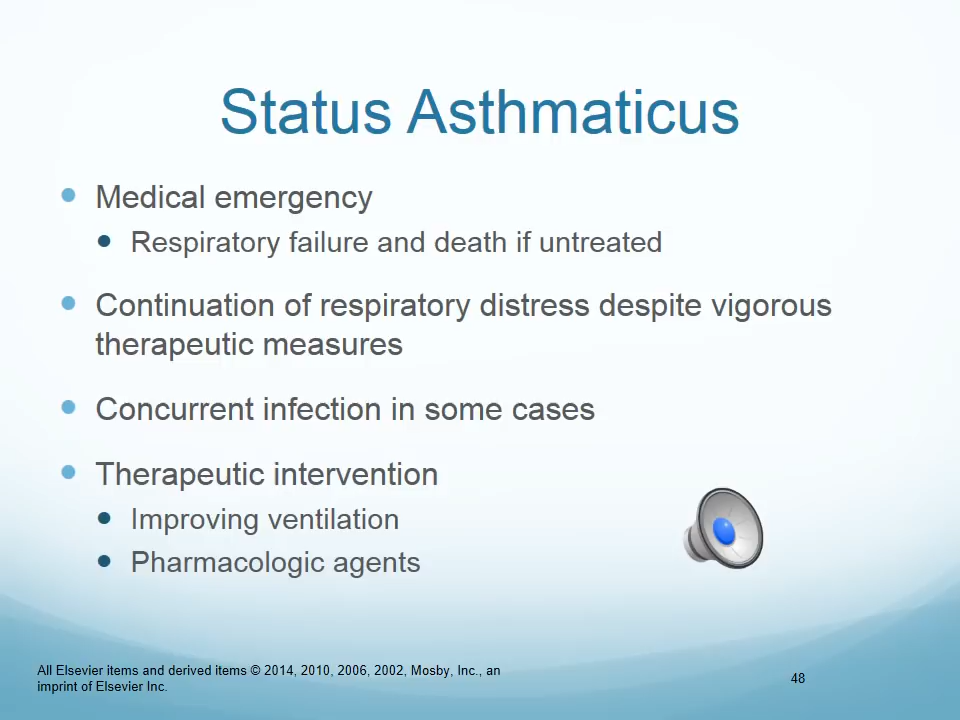 Status Asthmaticus
Medical emergency
Respiratory failure and death if untreated
Continuation of respiratory distress despite vigorous
therapeutic measures
Concurrent infection in some cases
Therapeutic intervention
Improving ventilation
Pharmacologic agents
All Elsevier items and derived items © 2014, 2010, 2006, 2002, Mosby, Inc., an
imprint of Elsevier Inc.
48